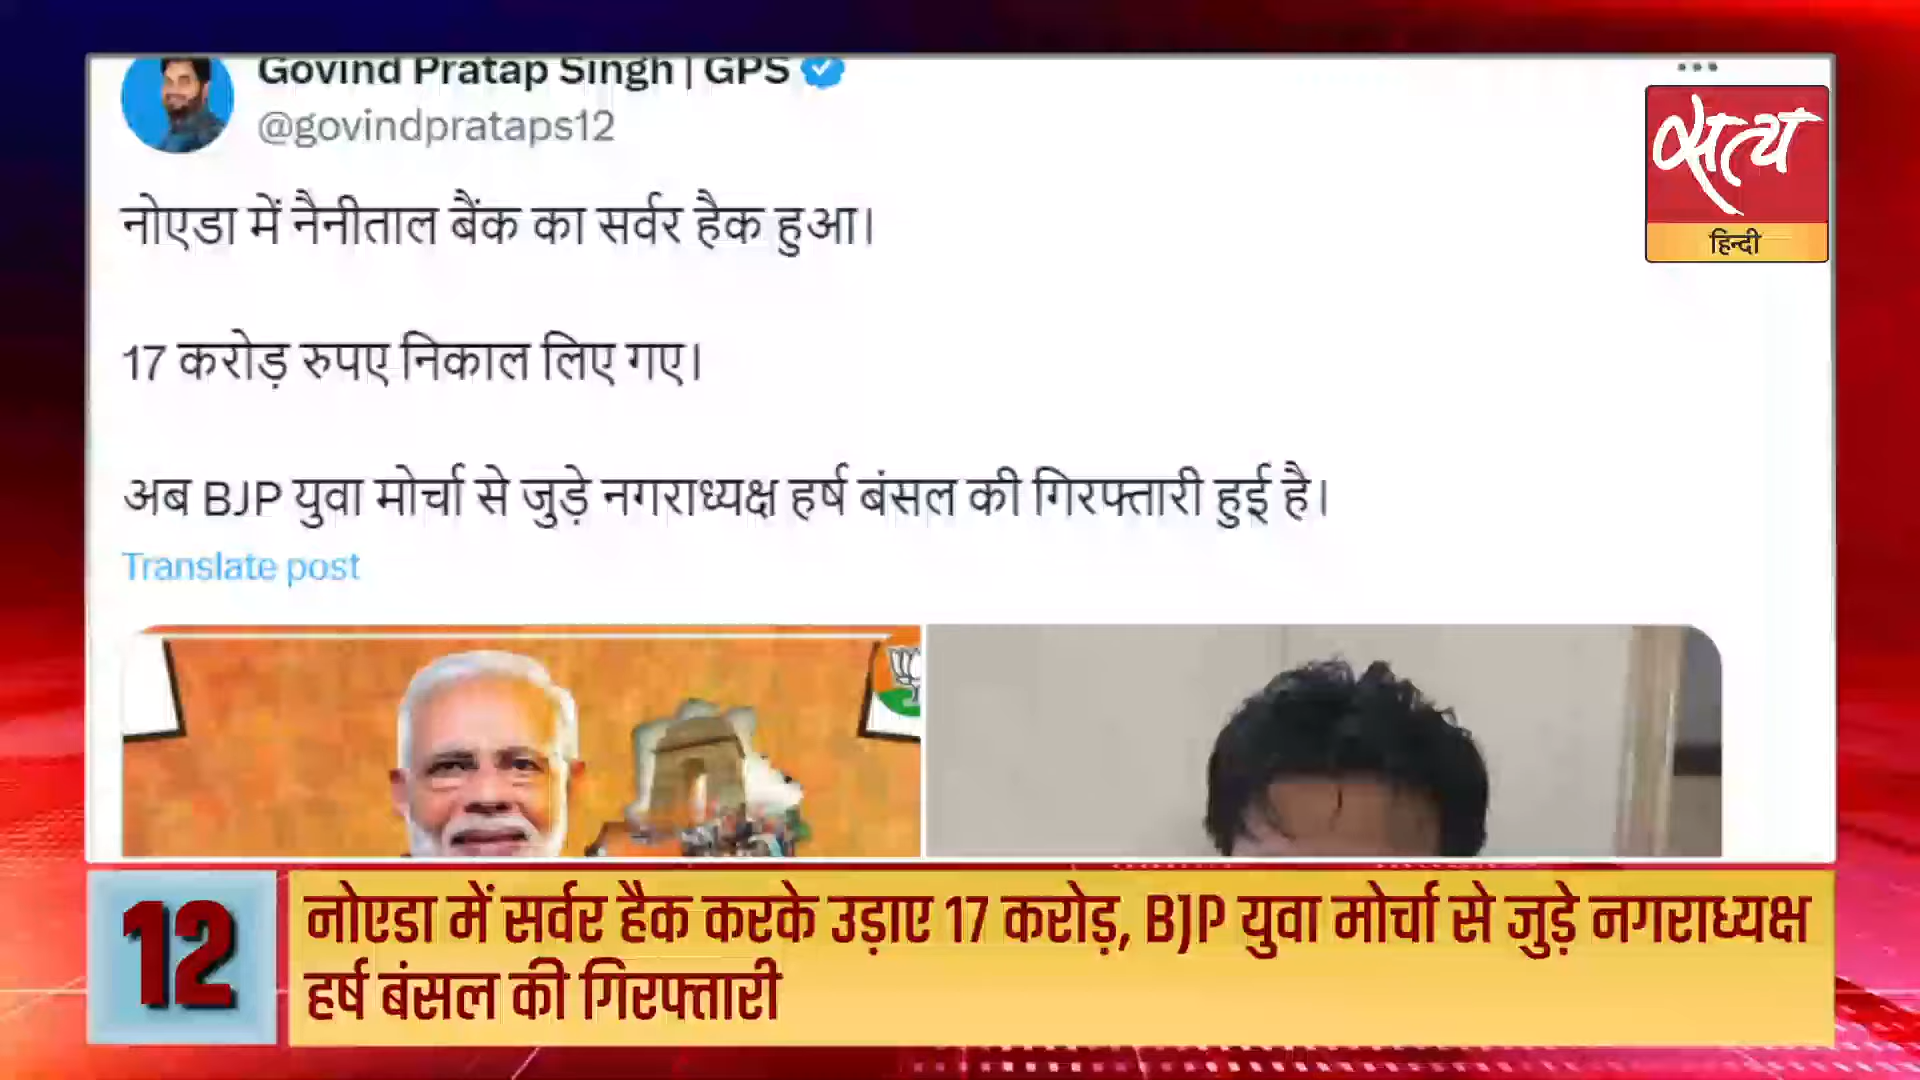 Govind Pratap Singh | GPS
@govindprataps12
सत्य
हिन्दी
नोएडा में नैनीताल बैंक का सर्वर हैक हुआ।
17 करोड़ रुपए निकाल लिए गए।
अब BJP युवा मोर्चा से जुड़े नगराध्यक्ष हर्ष बंसल की गिरफ्तारी हुई है।
Translate post
12
नोएडा में सर्वर हैक करके उड़ाए 17 करोड़, BJP युवा मोर्चा से जुड़े नगराध्यक्ष
हर्ष बंसल की गिरफ्तारी